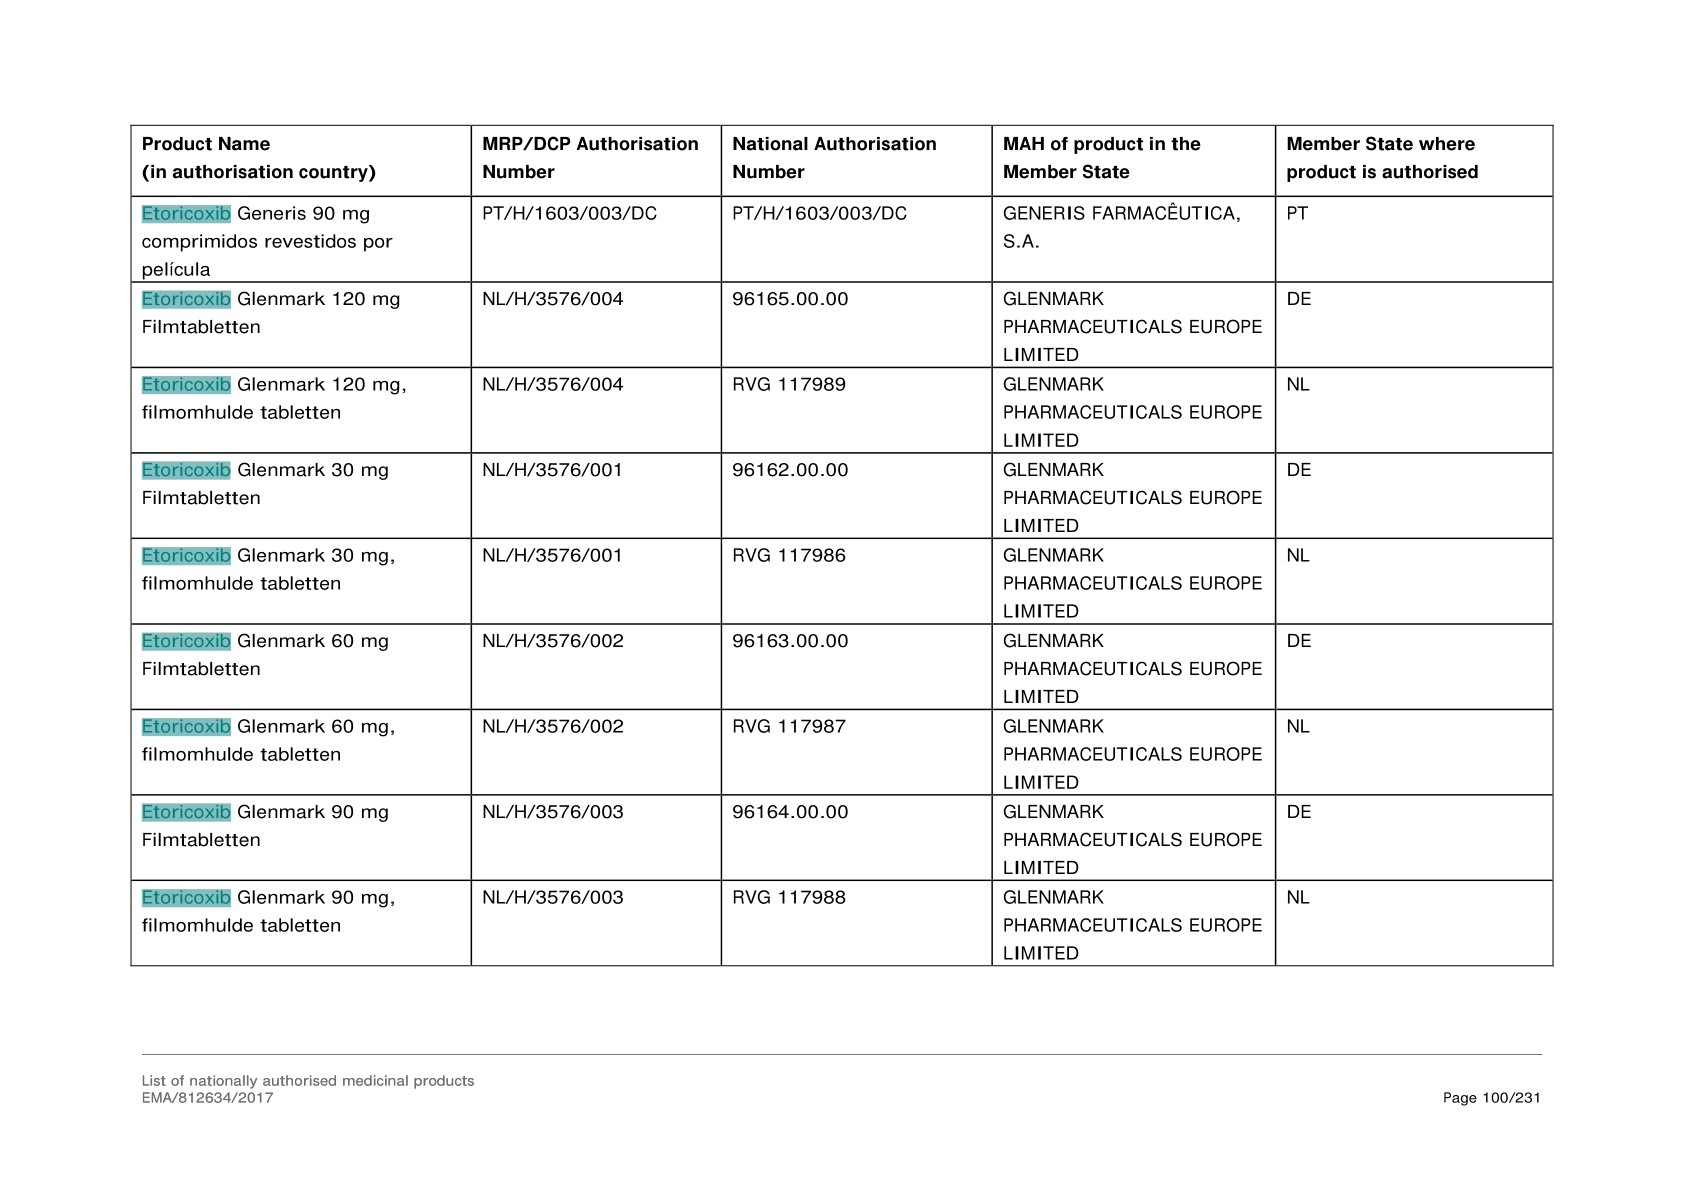 Product Name
(in authorisation country)
MRP/DCP Authorisation
Number
National Authorisation
Number
MAH of product in the
Member State
Member State where
product is authorised
Etoricoxib Generis 90 mg
comprimidos revestidos por
película
PT/H/1603/003/DC
PT/H/1603/003/DC
GENERIS FARMACÊUTICA,
S.A.
PT
Etoricoxib Glenmark 120 mg
Filmtabletten
NL/H/3576/004
96165.00.00
GLENMARK
PHARMACEUTICALS EUROPE
LIMITED
DE
Etoricoxib Glenmark 120 mg,
filmomhulde tabletten
NL/H/3576/004
RVG 117989
GLENMARK
PHARMACEUTICALS EUROPE
LIMITED
NL
Etoricoxib Glenmark 30 mg
Filmtabletten
NL/H/3576/001
96162.00.00
GLENMARK
PHARMACEUTICALS EUROPE
LIMITED
DE
Etoricoxib Glenmark 30 mg,
filmomhulde tabletten
NL/H/3576/001
RVG 117986
GLENMARK
PHARMACEUTICALS EUROPE
LIMITED
NL
Etoricoxib Glenmark 60 mg
Filmtabletten
NL/H/3576/002
96163.00.00
GLENMARK
PHARMACEUTICALS EUROPE
LIMITED
DE
Etoricoxib Glenmark 60 mg,
filmomhulde tabletten
NL/H/3576/002
RVG 117987
GLENMARK
PHARMACEUTICALS EUROPE
LIMITED
NL
Etoricoxib Glenmark 90 mg
Filmtabletten
NL/H/3576/003
96164.00.00
GLENMARK
PHARMACEUTICALS EUROPE
LIMITED
DE
Etoricoxib Glenmark 90 mg,
filmomhulde tabletten
NL/H/3576/003
RVG 117988
GLENMARK
PHARMACEUTICALS EUROPE
LIMITED
NL
List of nationally authorised medicinal products
EMA/812634/2017
Page 100/231